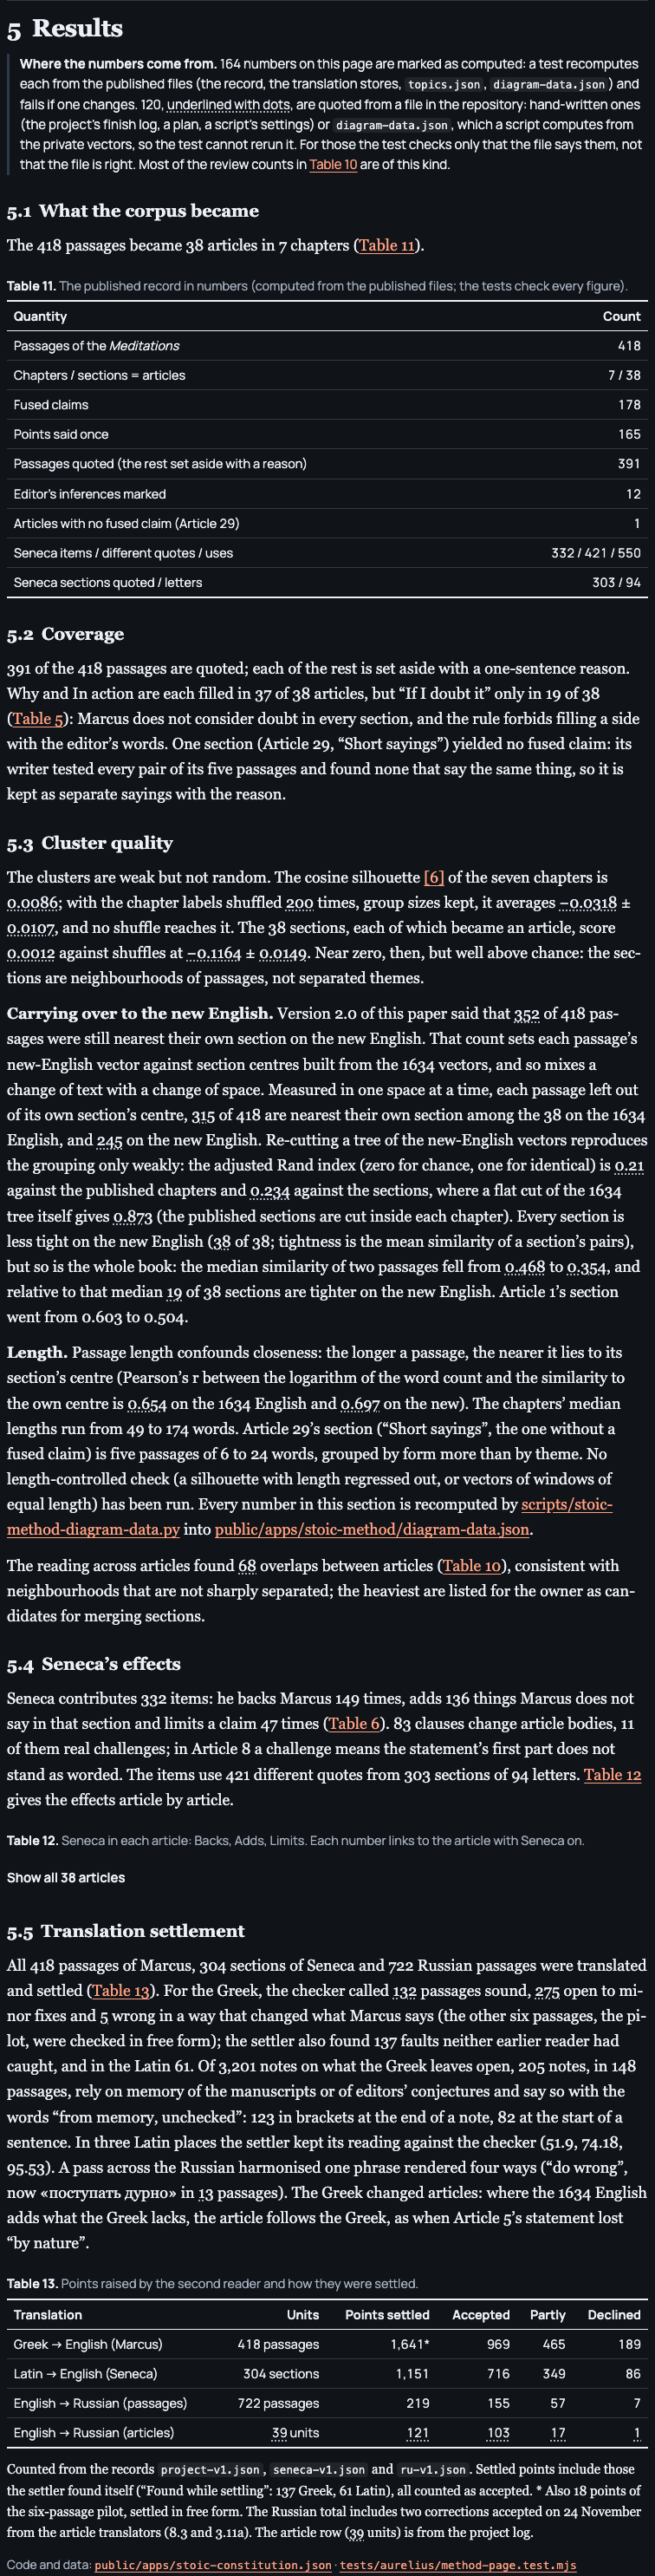 5 Results
Where the numbers come from. 164 numbers on this page are marked as computed: a test recomputes
each from the published files (the record, the translation stores, topics.json, diagram-data.json) and
fails if one changes. 120, underlined with dots, are quoted from a file in the repository: hand-written ones
(the project's finish log, a plan, a script's settings) or diagram-data.json, which a script computes from
the private vectors, so the test cannot rerun it. For those the test checks only that the file says them, not
that the file is right. Most of the review counts in Table 10 are of this kind.
5.1 What the corpus became
The 418 passages became 38 articles in 7 chapters (Table 11).
Table 11. The published record in numbers (computed from the published files; the tests check every figure).
Quantity Count
Passages of the Meditations 418
Chapters / sections = articles 7 / 38
Fused claims 178
Points said once 165
Passages quoted (the rest set aside with a reason) 391
Editor's inferences marked 12
Articles with no fused claim (Article 29) 1
Seneca items / different quotes / uses 332 / 421 / 550
Seneca sections quoted / letters 303 / 94
5.2 Coverage
391 of the 418 passages are quoted; each of the rest is set aside with a one-sentence reason.
Why and In action are each filled in 37 of 38 articles, but “If I doubt it” only in 19 of 38
(Table 5): Marcus does not consider doubt in every section, and the rule forbids filling a side
with the editor's words. One section (Article 29, “Short sayings”) yielded no fused claim: its
writer tested every pair of its five passages and found none that say the same thing, so it is
kept as separate sayings with the reason.
5.3 Cluster quality
The clusters are weak but not random. The cosine silhouette [6] of the seven chapters is
0.0086; with the chapter labels shuffled 200 times, group sizes kept, it averages −0.0318 ±
0.0107, and no shuffle reaches it. The 38 sections, each of which became an article, score
0.0012 against shuffles at −0.1164 ± 0.0149. Near zero, then, but well above chance: the sec-
tions are neighbourhoods of passages, not separated themes.
Carrying over to the new English. Version 2.0 of this paper said that 352 of 418 pas-
sages were still nearest their own section on the new English. That count sets each passage's
new-English vector against section centres built from the 1634 vectors, and so mixes a
change of text with a change of space. Measured in one space at a time, each passage left out
of its own section's centre, 315 of 418 are nearest their own section among the 38 on the 1634
English, and 245 on the new English. Re-cutting a tree of the new-English vectors reproduces
the grouping only weakly: the adjusted Rand index (zero for chance, one for identical) is 0.21
against the published chapters and 0.234 against the sections, where a flat cut of the 1634
tree itself gives 0.873 (the published sections are cut inside each chapter). Every section is
less tight on the new English (38 of 38; tightness is the mean similarity of a section's pairs),
but so is the whole book: the median similarity of two passages fell from 0.468 to 0.354, and
relative to that median 19 of 38 sections are tighter on the new English. Article 1's section
went from 0.603 to 0.504.
Length. Passage length confounds closeness: the longer a passage, the nearer it lies to its
section's centre (Pearson's r between the logarithm of the word count and the similarity to
the own centre is 0.654 on the 1634 English and 0.697 on the new). The chapters' median
lengths run from 49 to 174 words. Article 29's section (“Short sayings”, the one without a
fused claim) is five passages of 6 to 24 words, grouped by form more than by theme. No
length-controlled check (a silhouette with length regressed out, or vectors of windows of
equal length) has been run. Every number in this section is recomputed by scripts/stoic-
method-diagram-data.py into public/apps/stoic-method/diagram-data.json.
The reading across articles found 68 overlaps between articles (Table 10), consistent with
neighbourhoods that are not sharply separated; the heaviest are listed for the owner as can-
didates for merging sections.
5.4 Seneca's effects
Seneca contributes 332 items: he backs Marcus 149 times, adds 136 things Marcus does not
say in that section and limits a claim 47 times (Table 6). 83 clauses change article bodies, 11
of them real challenges; in Article 8 a challenge means the statement's first part does not
stand as worded. The items use 421 different quotes from 303 sections of 94 letters. Table 12
gives the effects article by article.
Table 12. Seneca in each article: Backs, Adds, Limits. Each number links to the article with Seneca on.
Show all 38 articles
5.5 Translation settlement
All 418 passages of Marcus, 304 sections of Seneca and 722 Russian passages were translated
and settled (Table 13). For the Greek, the checker called 132 passages sound, 275 open to mi-
nor fixes and 5 wrong in a way that changed what Marcus says (the other six passages, the pi-
lot, were checked in free form); the settler also found 137 faults neither earlier reader had
caught, and in the Latin 61. Of 3,201 notes on what the Greek leaves open, 205 notes, in 148
passages, rely on memory of the manuscripts or of editors' conjectures and say so with the
words “from memory, unchecked”: 123 in brackets at the end of a note, 82 at the start of a
sentence. In three Latin places the settler kept its reading against the checker (51.9, 74.18,
95.53). A pass across the Russian harmonised one phrase rendered four ways (“do wrong”,
now «поступать дурно» in 13 passages). The Greek changed articles: where the 1634 English
adds what the Greek lacks, the article follows the Greek, as when Article 5's statement lost
“by nature”.
Table 13. Points raised by the second reader and how they were settled.
Translation Units Points settled Accepted Partly Declined
Greek → English (Marcus) 418 passages 1,641* 969 465 189
Latin → English (Seneca) 304 sections 1,151 716 349 86
English → Russian (passages) 722 passages 219 155 57 7
English → Russian (articles) 39 units 121 103 17 1
Counted from the records project-v1.json, seneca-v1.json and ru-v1.json. Settled points include those
the settler found itself (“Found while settling”: 137 Greek, 61 Latin), all counted as accepted. * Also 18 points of
the six-passage pilot, settled in free form. The Russian total includes two corrections accepted on 24 November
from the article translators (8.3 and 3.11a). The article row (39 units) is from the project log.
Code and data: public/apps/stoic-constitution.json · tests/aurelius/method-page.test.mjs